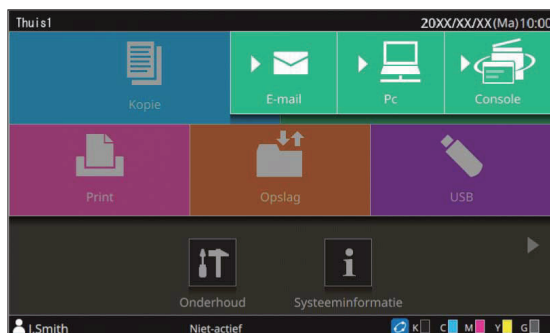 Thuis1 20XX/XX/XX(Ma)10:00
Kopie E-mail Pc Console
Print Opslag USB
Onderhoud Systeeminformatie
J.Smith Niet-actief K C M Y G